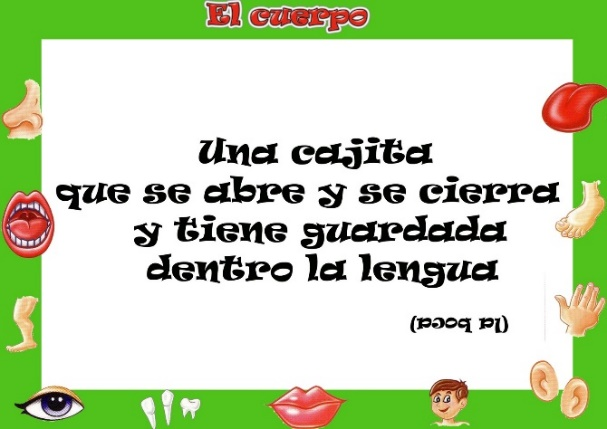 El cuerpo
Una cajita
que se abre y se cierra
y tiene guardada
dentro la lengua
(la boca)